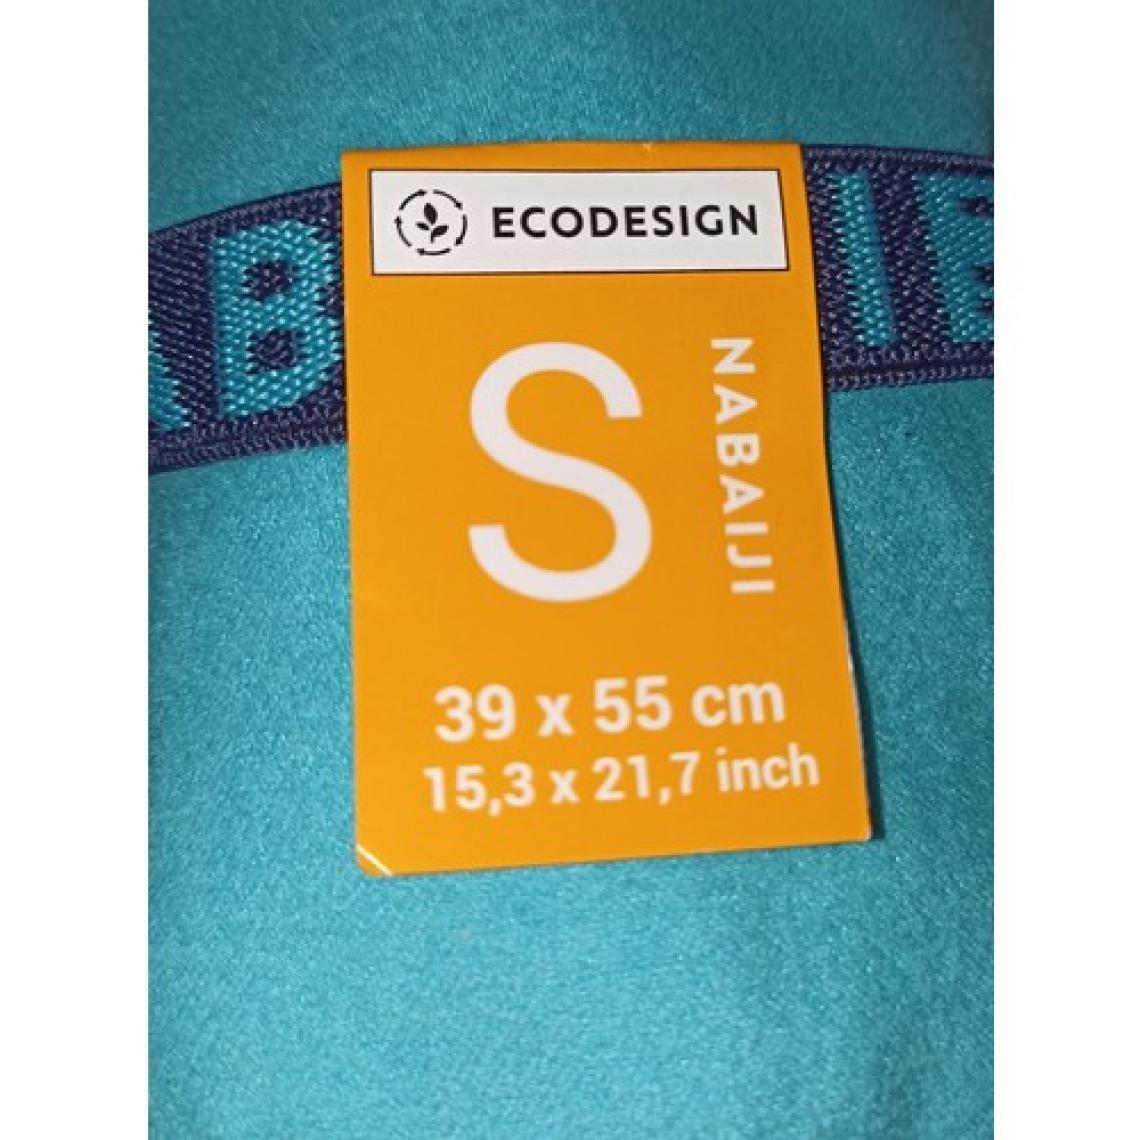 ECODESIGN
S
NABAIJI
39 x 55 cm
15,3 x 21,7 inch